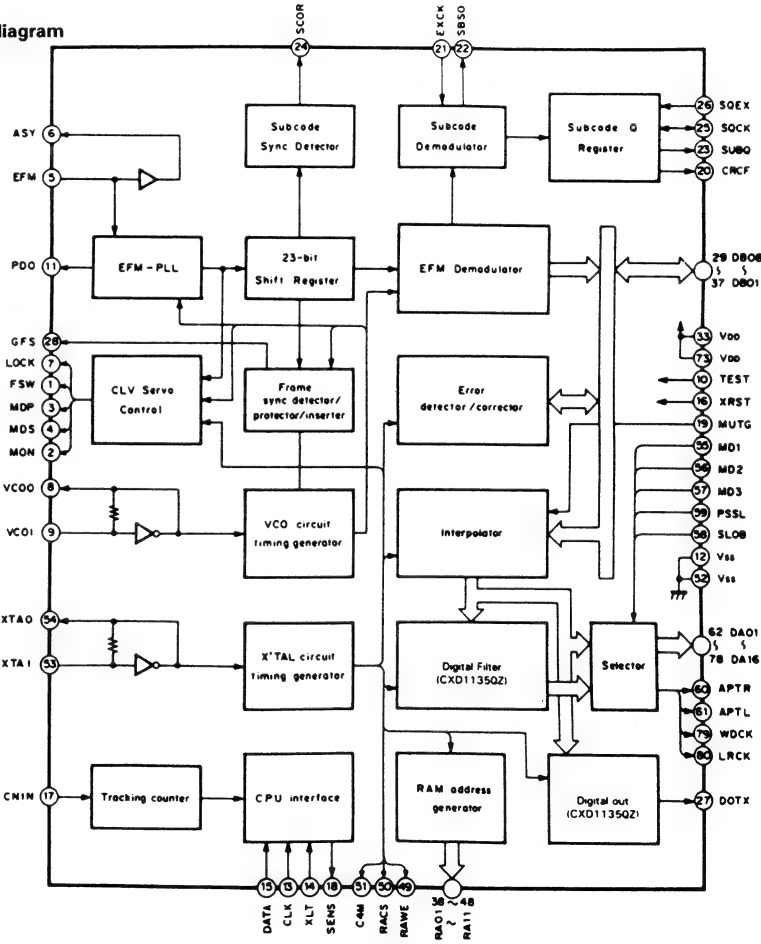 diagram
SCOR
24
EXCK
21
SBSO
22
ASY
6
EFM
5
PDO
11
GFS
28
LOCK
7
FSW
1
MDP
3
MDS
4
MON
2
VCOO
8
VCOI
9
XTAO
54
XTAI
53
CNIN
17
Subcode
Sync Detector
Subcode
Demodulator
Subcode Q
Register
EFM-PLL
23-bit
Shift Register
EFM Demodulator
CLV Servo
Control
Frame
sync detector/
protector/inserter
Error
detector/corrector
VCO circuit
timing generator
Interpolator
X'TAL circuit
timing generator
Digital Filter
(CXD1135QZ)
Selector
Tracking counter
CPU interface
RAM address
generator
Digital out
(CXD1135QZ)
26 SQEX
25 SQCK
23 SUBQ
20 CRCF
29 DB08
37 DB01
33 VDD
73 VDD
10 TEST
16 XRST
19 MUTG
55 MD1
56 MD2
57 MD3
59 PSSL
58 SLOB
12 Vss
52 Vss
62 DA01
78 DA16
60 APTR
61 APTL
79 WDCK
80 LRCK
27 DOTX
15
DATA
13
CLK
14
XLT
18
SENS
51
C4M
50
RACS
49
RAWE
38 ~ 48
RA01 ~ RA11